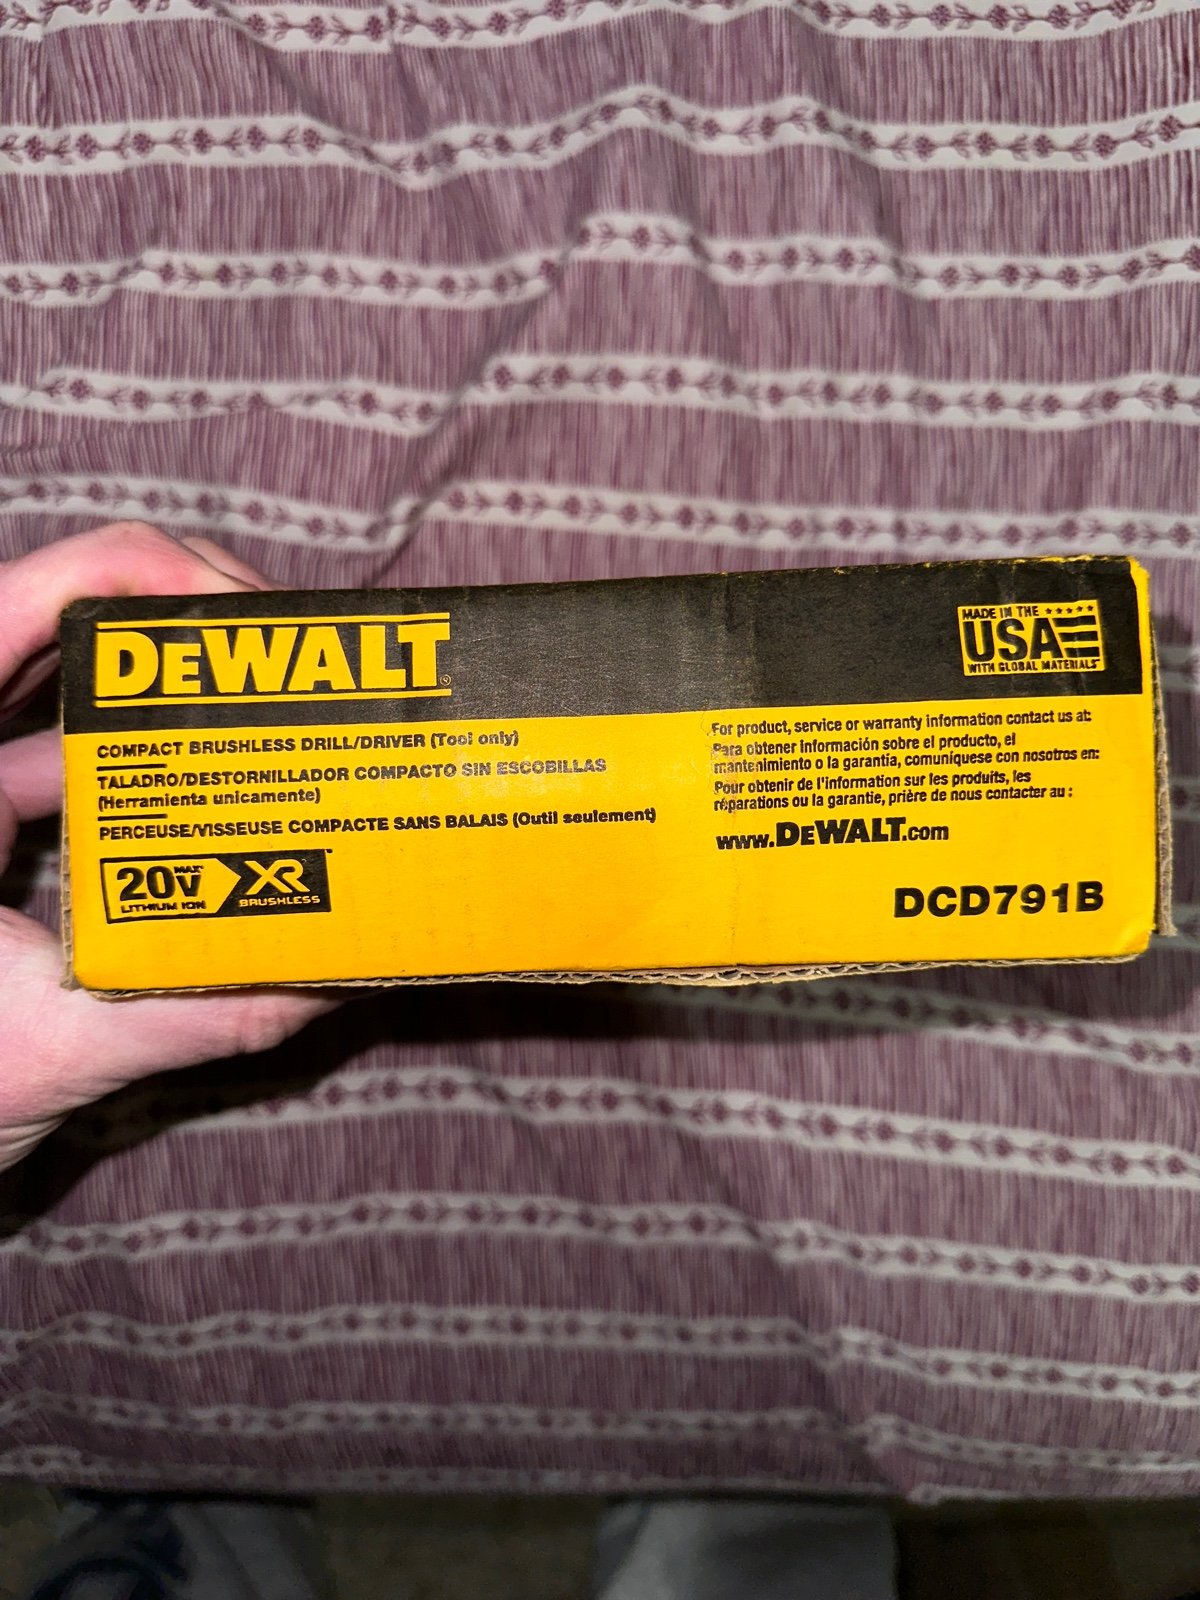 DEWALT
MADE IN THE
USA
WITH GLOBAL MATERIALS
COMPACT BRUSHLESS DRILL/DRIVER (Tool only)
TALADRO/DESTORNILLADOR COMPACTO SIN ESCOBILLAS
(Herramienta unicamente)
PERCEUSE/VISSEUSE COMPACTE SANS BALAIS (Outil seulement)
20V MAX*
LITHIUM ION
XR
BRUSHLESS
For product, service or warranty information contact us at:
Para obtener información sobre el producto, el
mantenimiento o la garantía, comuníquese con nosotros en:
Pour obtenir de l'information sur les produits, les
réparations ou la garantie, prière de nous contacter au :
www.DEWALT.com
DCD791B